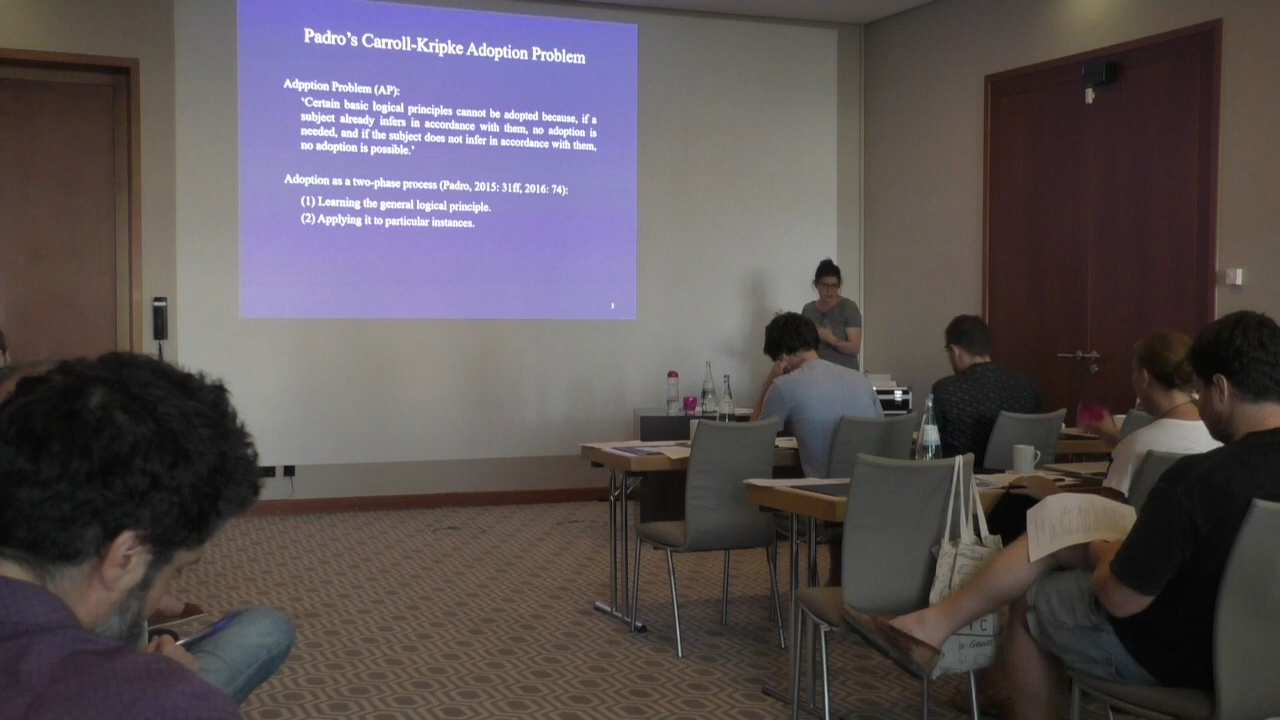 Padro's Carroll-Kripke Adoption Problem
Adpption Problem (AP):
'Certain basic logical principles cannot be adopted because, if a
subject already infers in accordance with them, no adoption is
needed, and if the subject does not infer in accordance with them,
no adoption is possible.'
Adoption as a two-phase process (Padro, 2015: 31ff, 2016: 74):
(1) Learning the general logical principle.
(2) Applying it to particular instances.
3